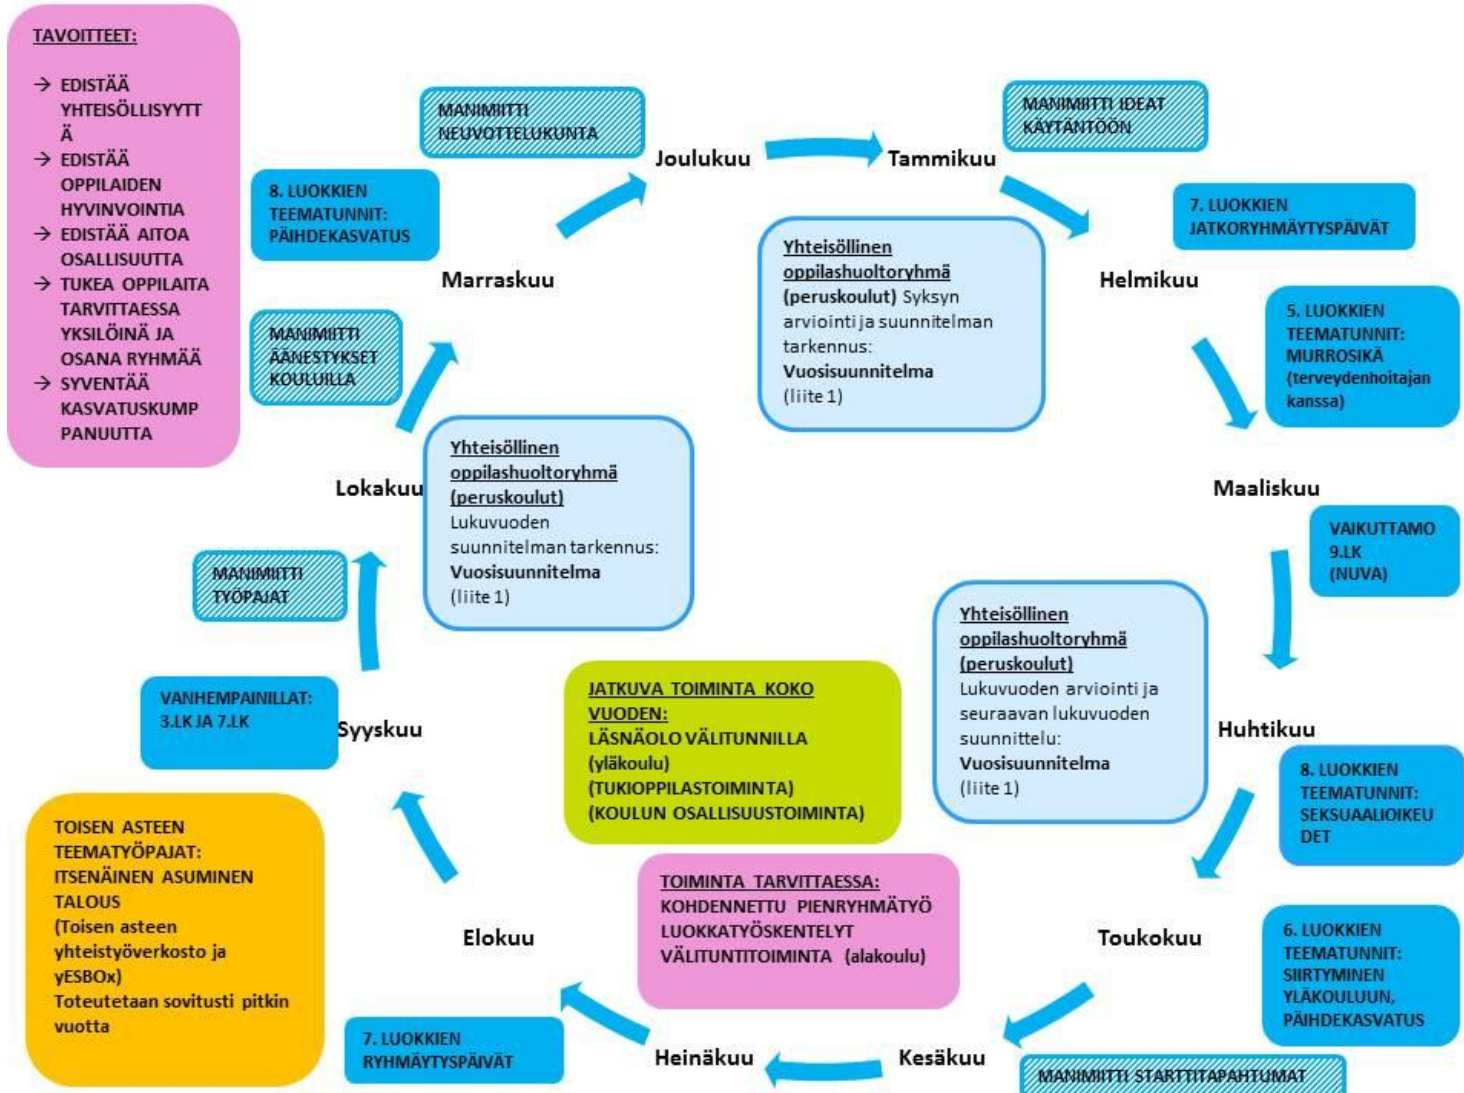 TAVOITTEET:
→ EDISTÄÄ
YHTEISÖLLISYYTT
Ä
→ EDISTÄÄ
OPPILAIDEN
HYVINVOINTIA
→ EDISTÄÄ AITOA
OSALLISUUTTA
→ TUKEA OPPILAITA
TARVITTAESSA
YKSILÖINÄ JA
OSANA RYHMÄÄ
→ SYVENTÄÄ
KASVATUSKUMP
PANUUTTA
MANIMIITTI
NEUVOTTELUKUNTA
Joulukuu
Tammikuu
MANIMIITTI IDEAT
KÄYTÄNTÖÖN
8. LUOKKIEN
TEEMATUNNIT:
PÄIHDEKASVATUS
Marraskuu
7. LUOKKIEN
JATKORYHMÄYTYSPÄIVÄT
Helmikuu
Yhteisöllinen
oppilashuoltoryhmä
(peruskoulut) Syksyn
arviointi ja suunnitelman
tarkennus:
Vuosisuunnitelma
(liite 1)
MANIMIITTI
ÄÄNESTYKSET
KOULUILLA
5. LUOKKIEN
TEEMATUNNIT:
MURROSIKÄ
(terveydenhoitajan
kanssa)
Lokakuu
Yhteisöllinen
oppilashuoltoryhmä
(peruskoulut)
Lukuvuoden
suunnitelman tarkennus:
Vuosisuunnitelma
(liite 1)
Maaliskuu
VAIKUTTAMO
9.LK
(NUVA)
MANIMIITTI
TYÖPAJAT
Yhteisöllinen
oppilashuoltoryhmä
(peruskoulut)
Lukuvuoden arviointi ja
seuraavan lukuvuoden
suunnittelu:
Vuosisuunnitelma
(liite 1)
VANHEMPAINILLAT:
3.LK JA 7.LK
Syyskuu
JATKUVA TOIMINTA KOKO
VUODEN:
LÄSNÄOLO VÄLITUNNILLA
(yläkoulu)
(TUKIOPPILASTOIMINTA)
(KOULUN OSALLISUUSTOIMINTA)
Huhtikuu
8. LUOKKIEN
TEEMATUNNIT:
SEKSUAALIOIKEU
DET
TOISEN ASTEEN
TEEMATYÖPAJAT:
ITSENÄINEN ASUMINEN
TALOUS
(Toisen asteen
yhteistyöverkosto ja
yESBOx)
Toteutetaan sovitusti pitkin
vuotta
TOIMINTA TARVITTAESSA:
KOHDENNETTU PIENRYHMÄTYÖ
LUOKKATYÖSKENTELYT
VÄLITUNTITOIMINTA (alakoulu)
Elokuu
Toukokuu
6. LUOKKIEN
TEEMATUNNIT:
SIIRTYMINEN
YLÄKOULUUN,
PÄIHDEKASVATUS
7. LUOKKIEN
RYHMÄYTYSPÄIVÄT
Heinäkuu
Kesäkuu
MANIMIITTI STARTTITAPAHTUMAT